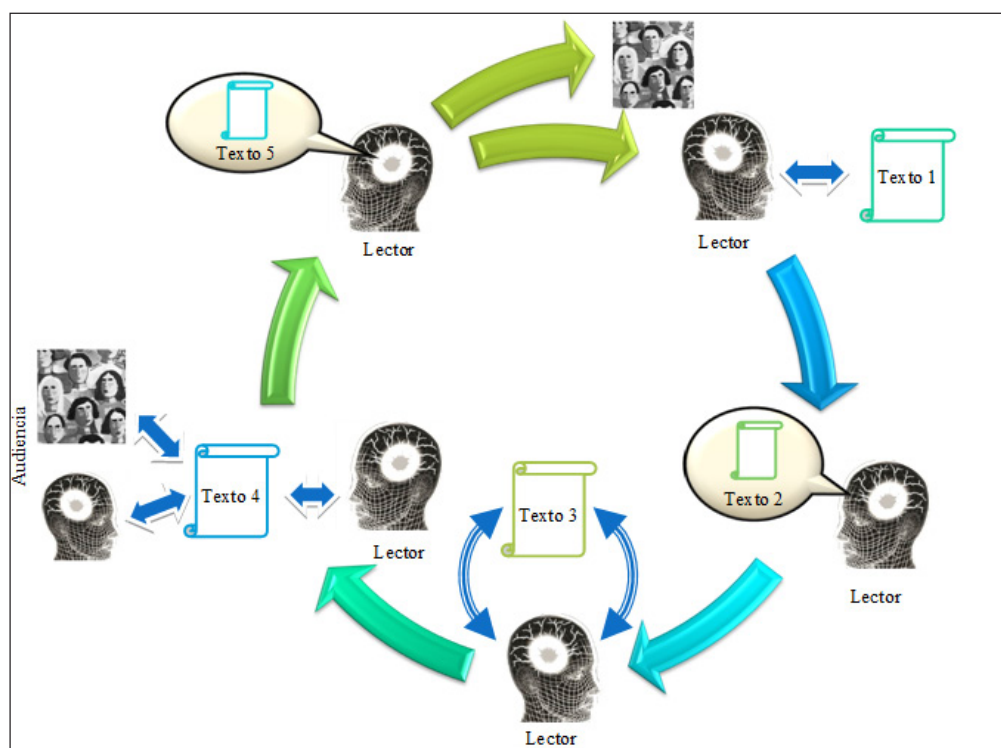 Texto 5
Lector
Lector
Texto 1
Texto 2
Lector
Texto 3
Lector
Audiencia
Texto 4
Lector